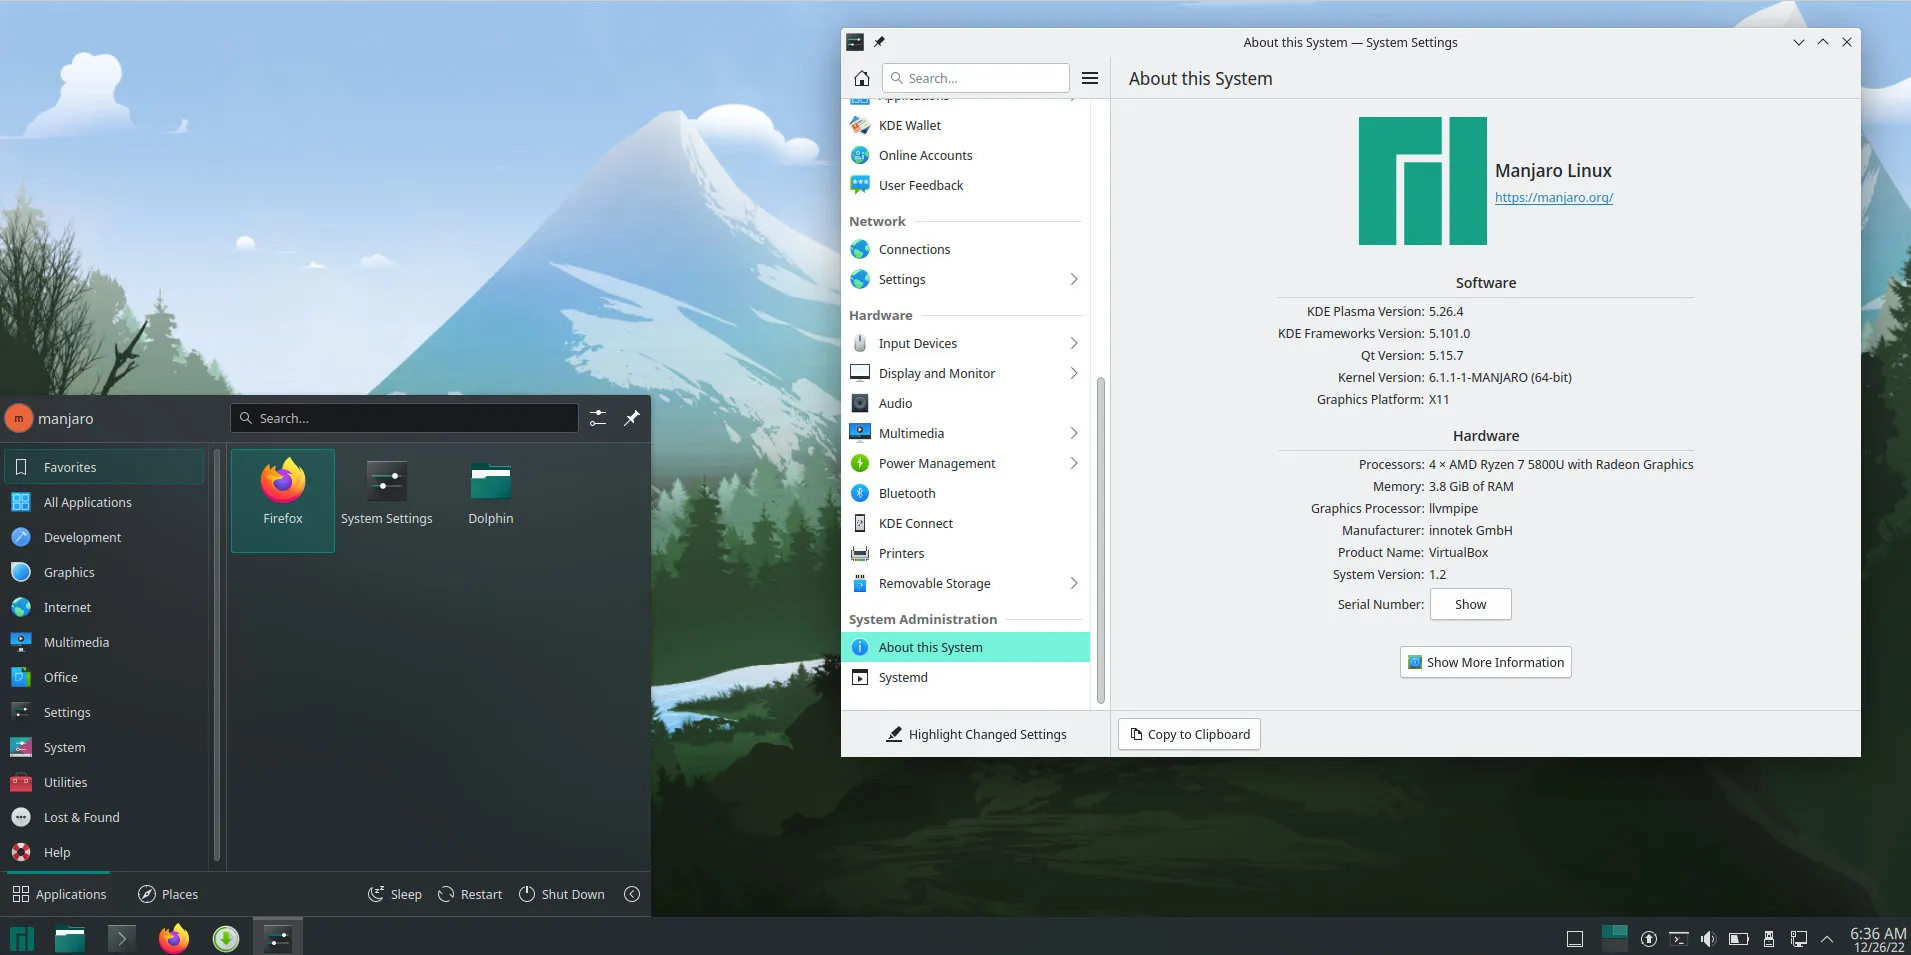 About this System — System Settings
Search...
About this System
Applications
KDE Wallet
Online Accounts
User Feedback
Network
Connections
Settings
Hardware
Input Devices
Display and Monitor
Audio
Multimedia
Power Management
Bluetooth
KDE Connect
Printers
Removable Storage
System Administration
About this System
Systemd
Highlight Changed Settings
Manjaro Linux
https://manjaro.org/
Software
KDE Plasma Version: 5.26.4
KDE Frameworks Version: 5.101.0
Qt Version: 5.15.7
Kernel Version: 6.1.1-1-MANJARO (64-bit)
Graphics Platform: X11
Hardware
Processors: 4 × AMD Ryzen 7 5800U with Radeon Graphics
Memory: 3.8 GiB of RAM
Graphics Processor: llvmpipe
Manufacturer: innotek GmbH
Product Name: VirtualBox
System Version: 1.2
Serial Number: Show
Show More Information
Copy to Clipboard
m manjaro
Search...
Favorites
All Applications
Development
Graphics
Internet
Multimedia
Office
Settings
System
Utilities
Lost & Found
Help
Firefox
System Settings
Dolphin
Applications
Places
Sleep
Restart
Shut Down
6:36 AM
12/26/22